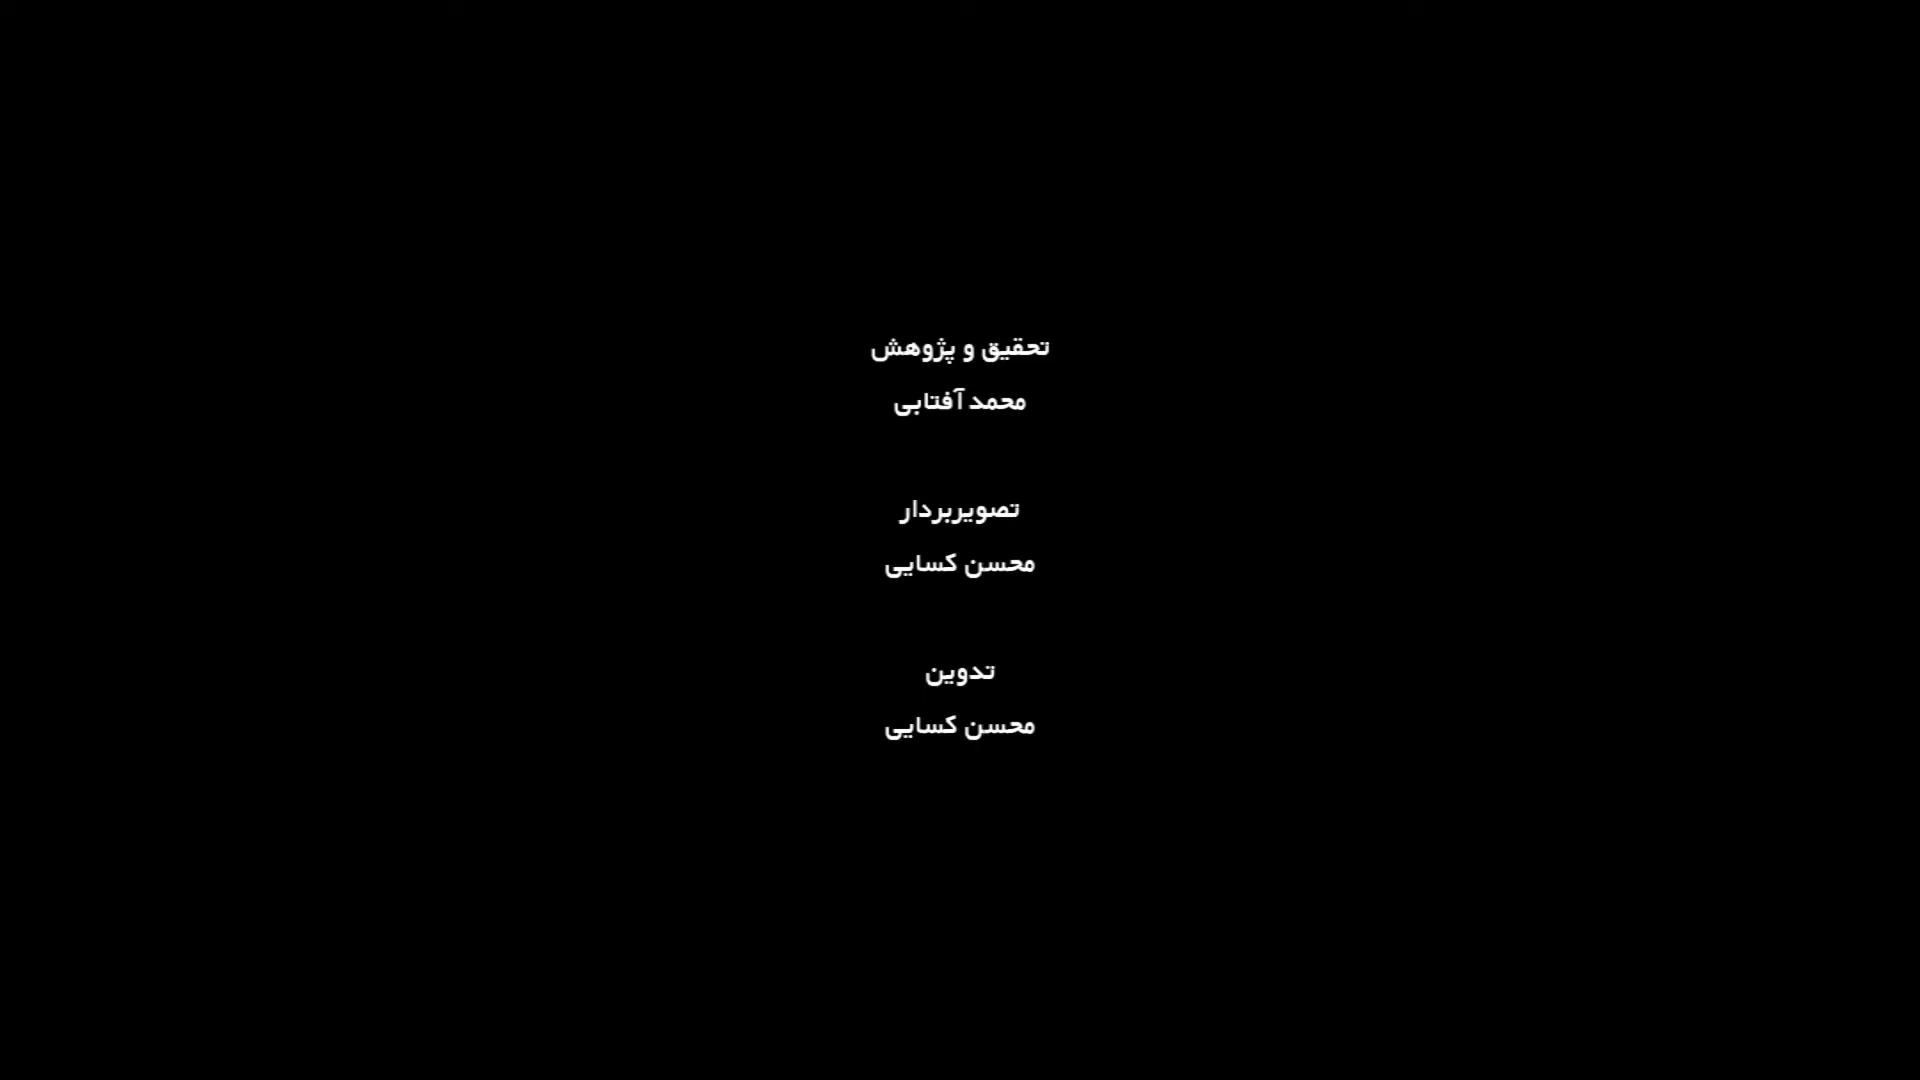 تحقیق و پژوهش
محمد آفتابی
تصویربردار
محسن کسایی
تدوین
محسن کسایی